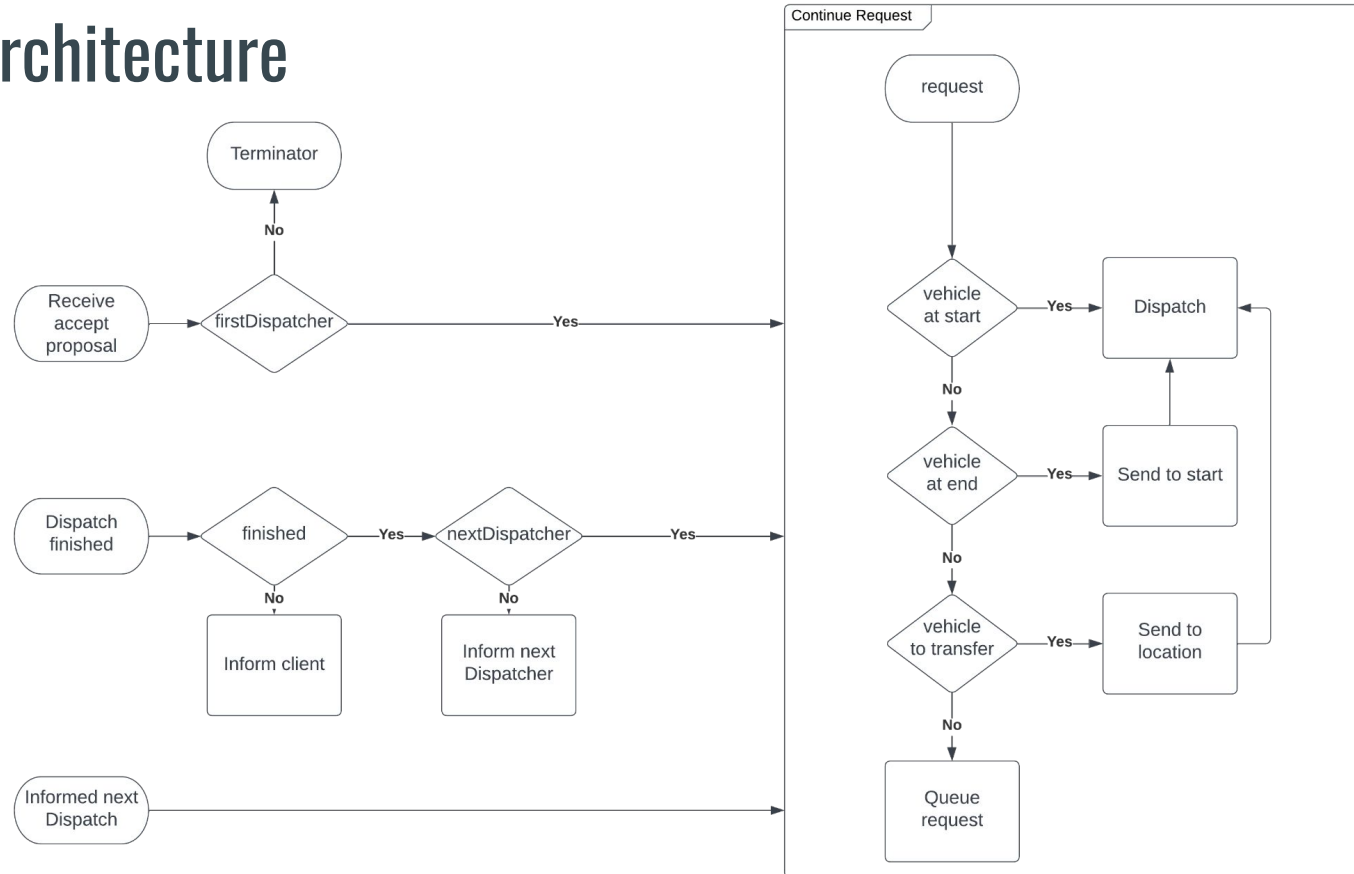 rchitecture
Continue Request
request
Terminator
No
Receive
accept
proposal
firstDispatcher
Yes
vehicle
at start
Yes
Dispatch
No
vehicle
at end
Yes
Send to start
Dispatch
finished
finished
Yes
nextDispatcher
Yes
No
No
No
Inform client
Inform next
Dispatcher
vehicle
to transfer
Yes
Send to
location
No
Informed next
Dispatch
Queue
request